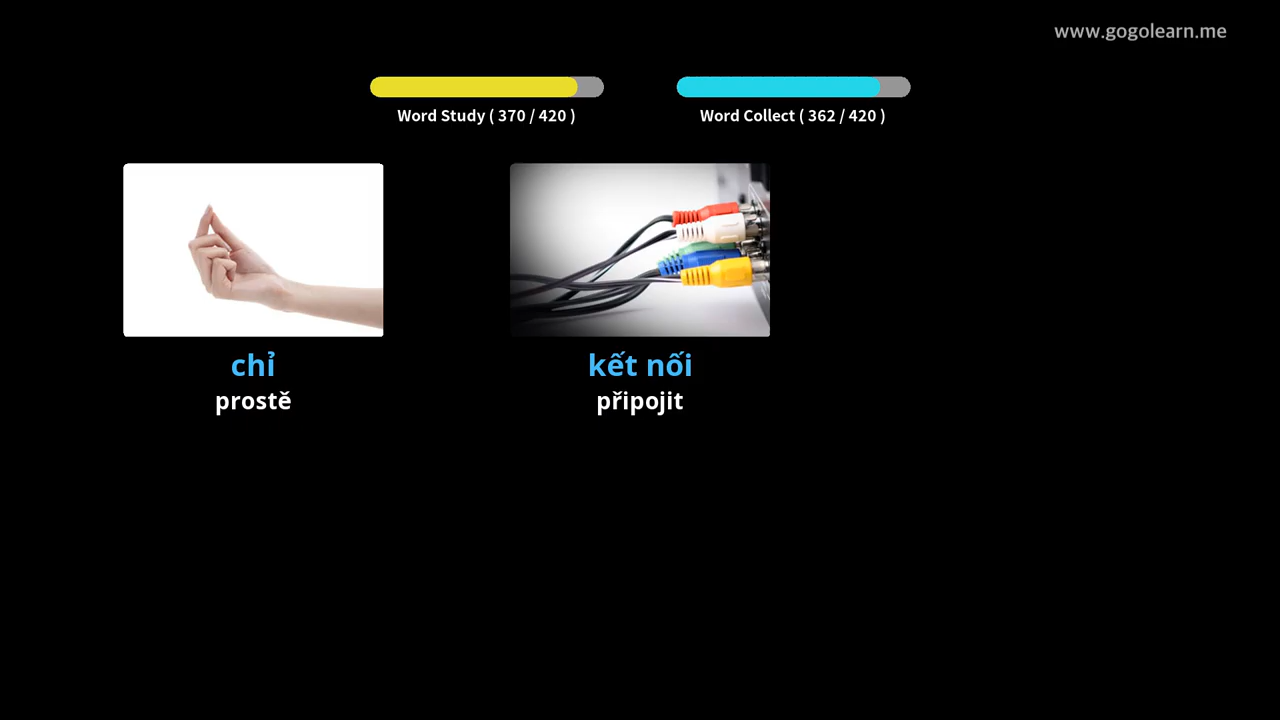 www.gogolearn.me
Word Study ( 370 / 420 )
Word Collect ( 362 / 420 )
chỉ
prostě
kết nối
připojit